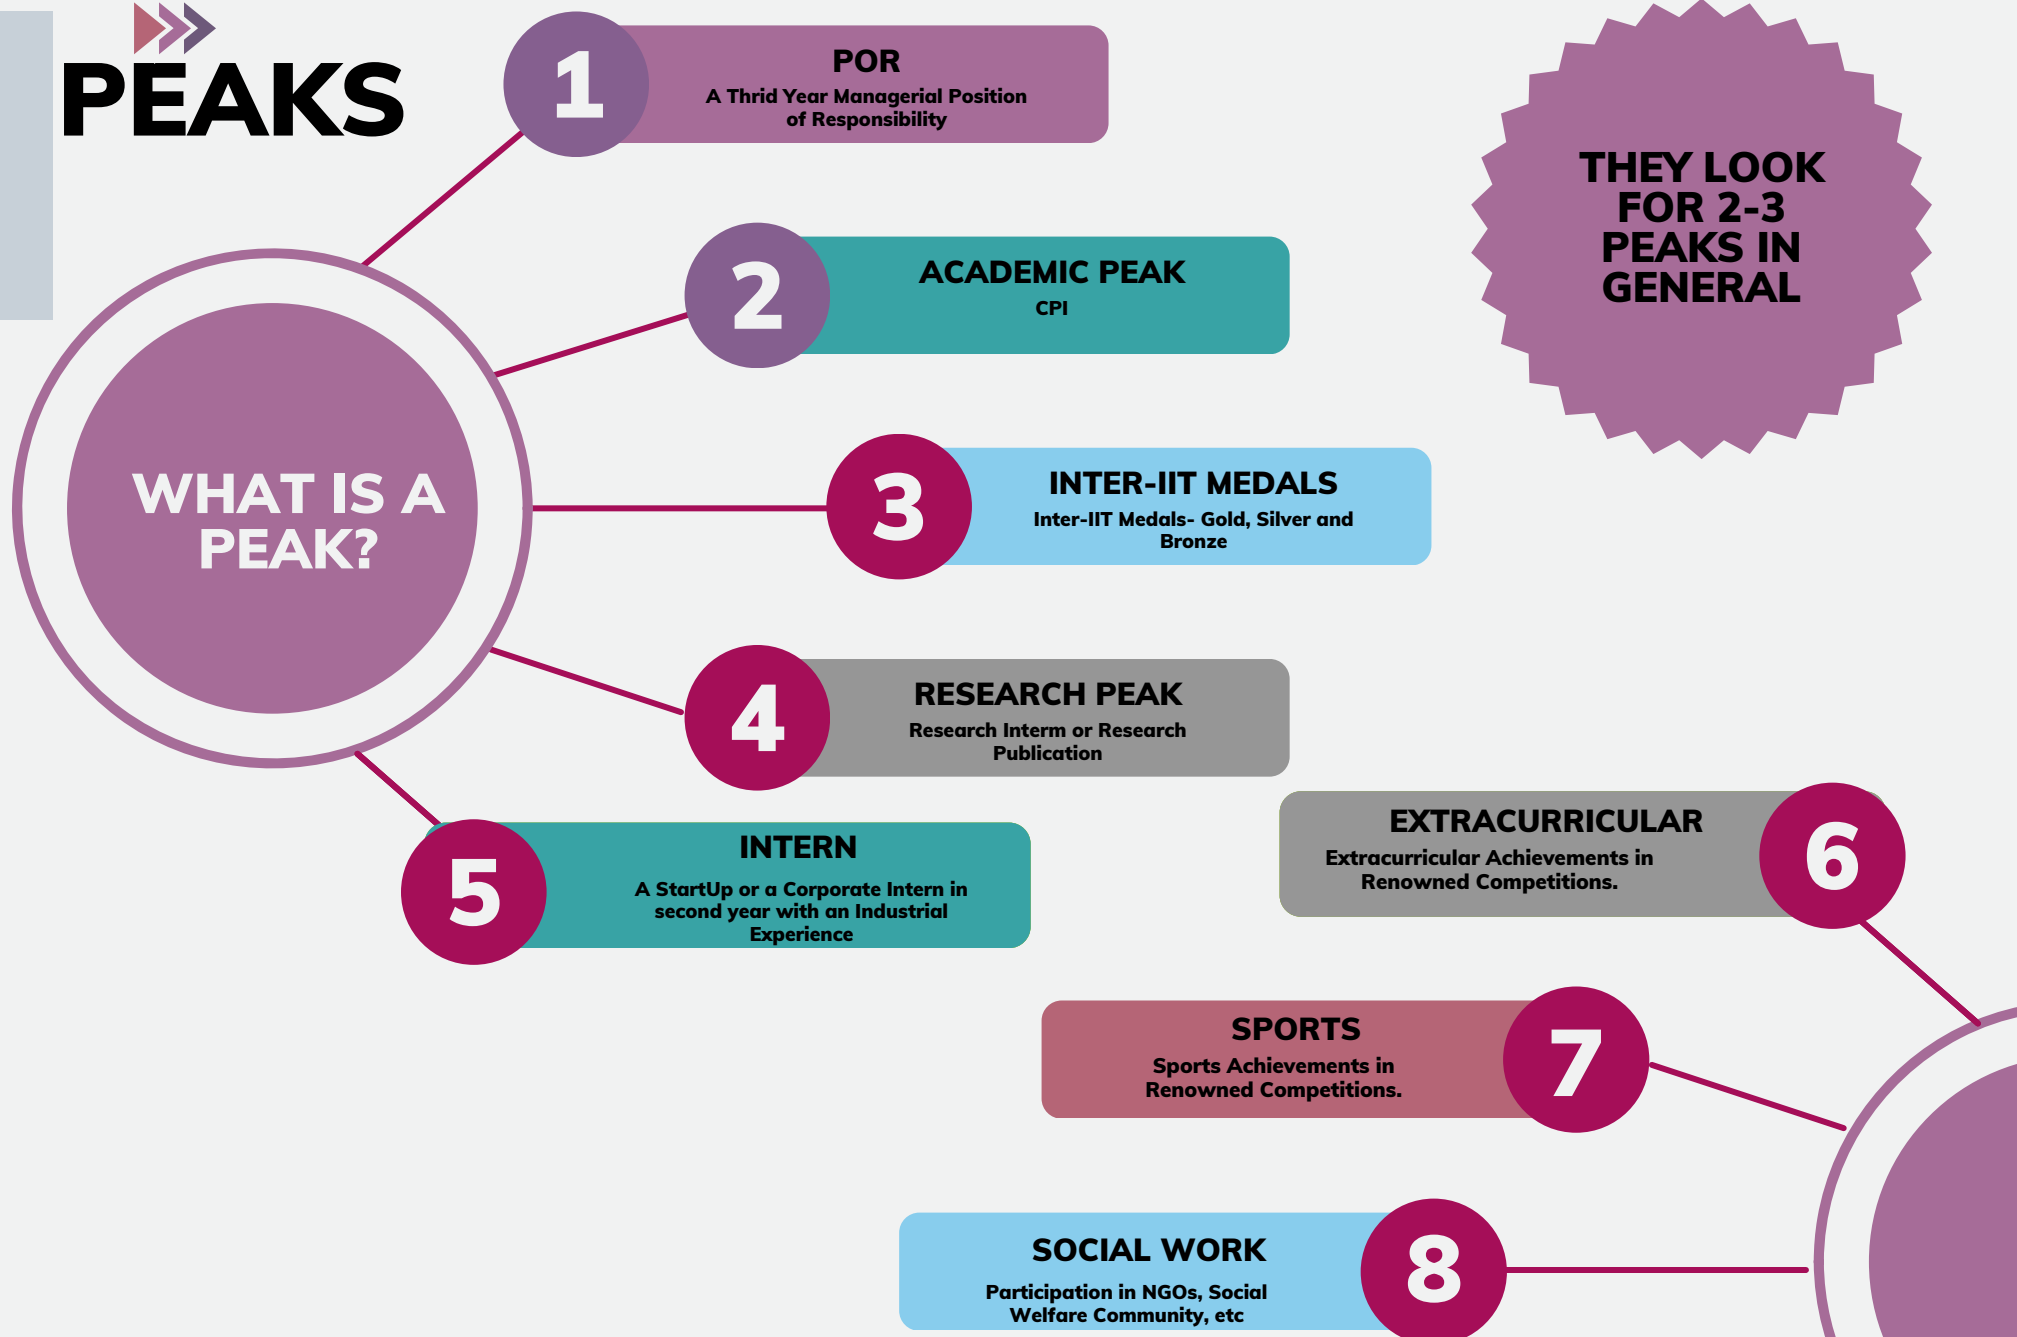 PEAKS
1
POR
A Thrid Year Managerial Position
of Responsibility
THEY LOOK
FOR 2-3
PEAKS IN
GENERAL
2
ACADEMIC PEAK
CPI
WHAT IS A
PEAK?
3
INTER-IIT MEDALS
Inter-IIT Medals- Gold, Silver and
Bronze
4
RESEARCH PEAK
Research Interm or Research
Publication
5
INTERN
A StartUp or a Corporate Intern in
second year with an Industrial
Experience
EXTRACURRICULAR
Extracurricular Achievements in
Renowned Competitions.
6
SPORTS
Sports Achievements in
Renowned Competitions.
7
SOCIAL WORK
Participation in NGOs, Social
Welfare Community, etc
8